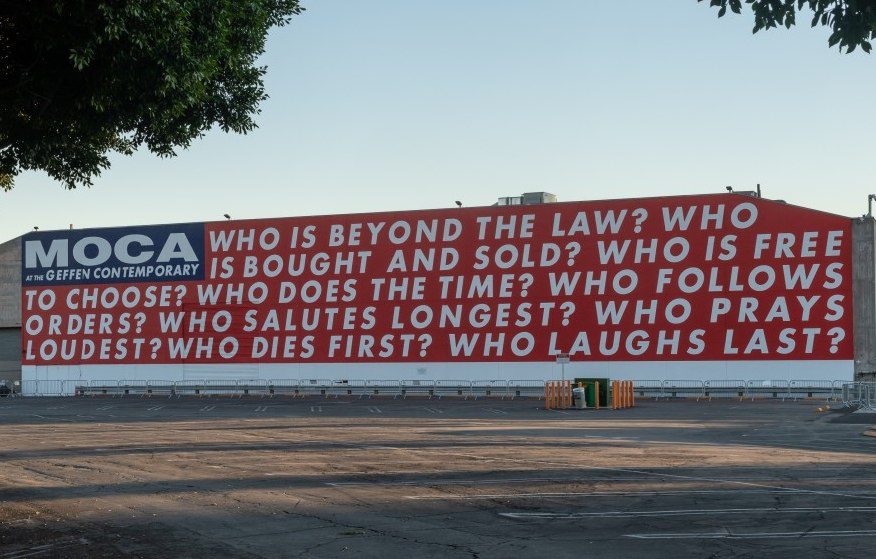 MOCA
AT THE GEFFEN CONTEMPORARY
WHO IS BEYOND THE LAW? WHO
IS BOUGHT AND SOLD? WHO IS FREE
TO CHOOSE? WHO DOES THE TIME? WHO FOLLOWS
ORDERS? WHO SALUTES LONGEST? WHO PRAYS
LOUDEST? WHO DIES FIRST? WHO LAUGHS LAST?